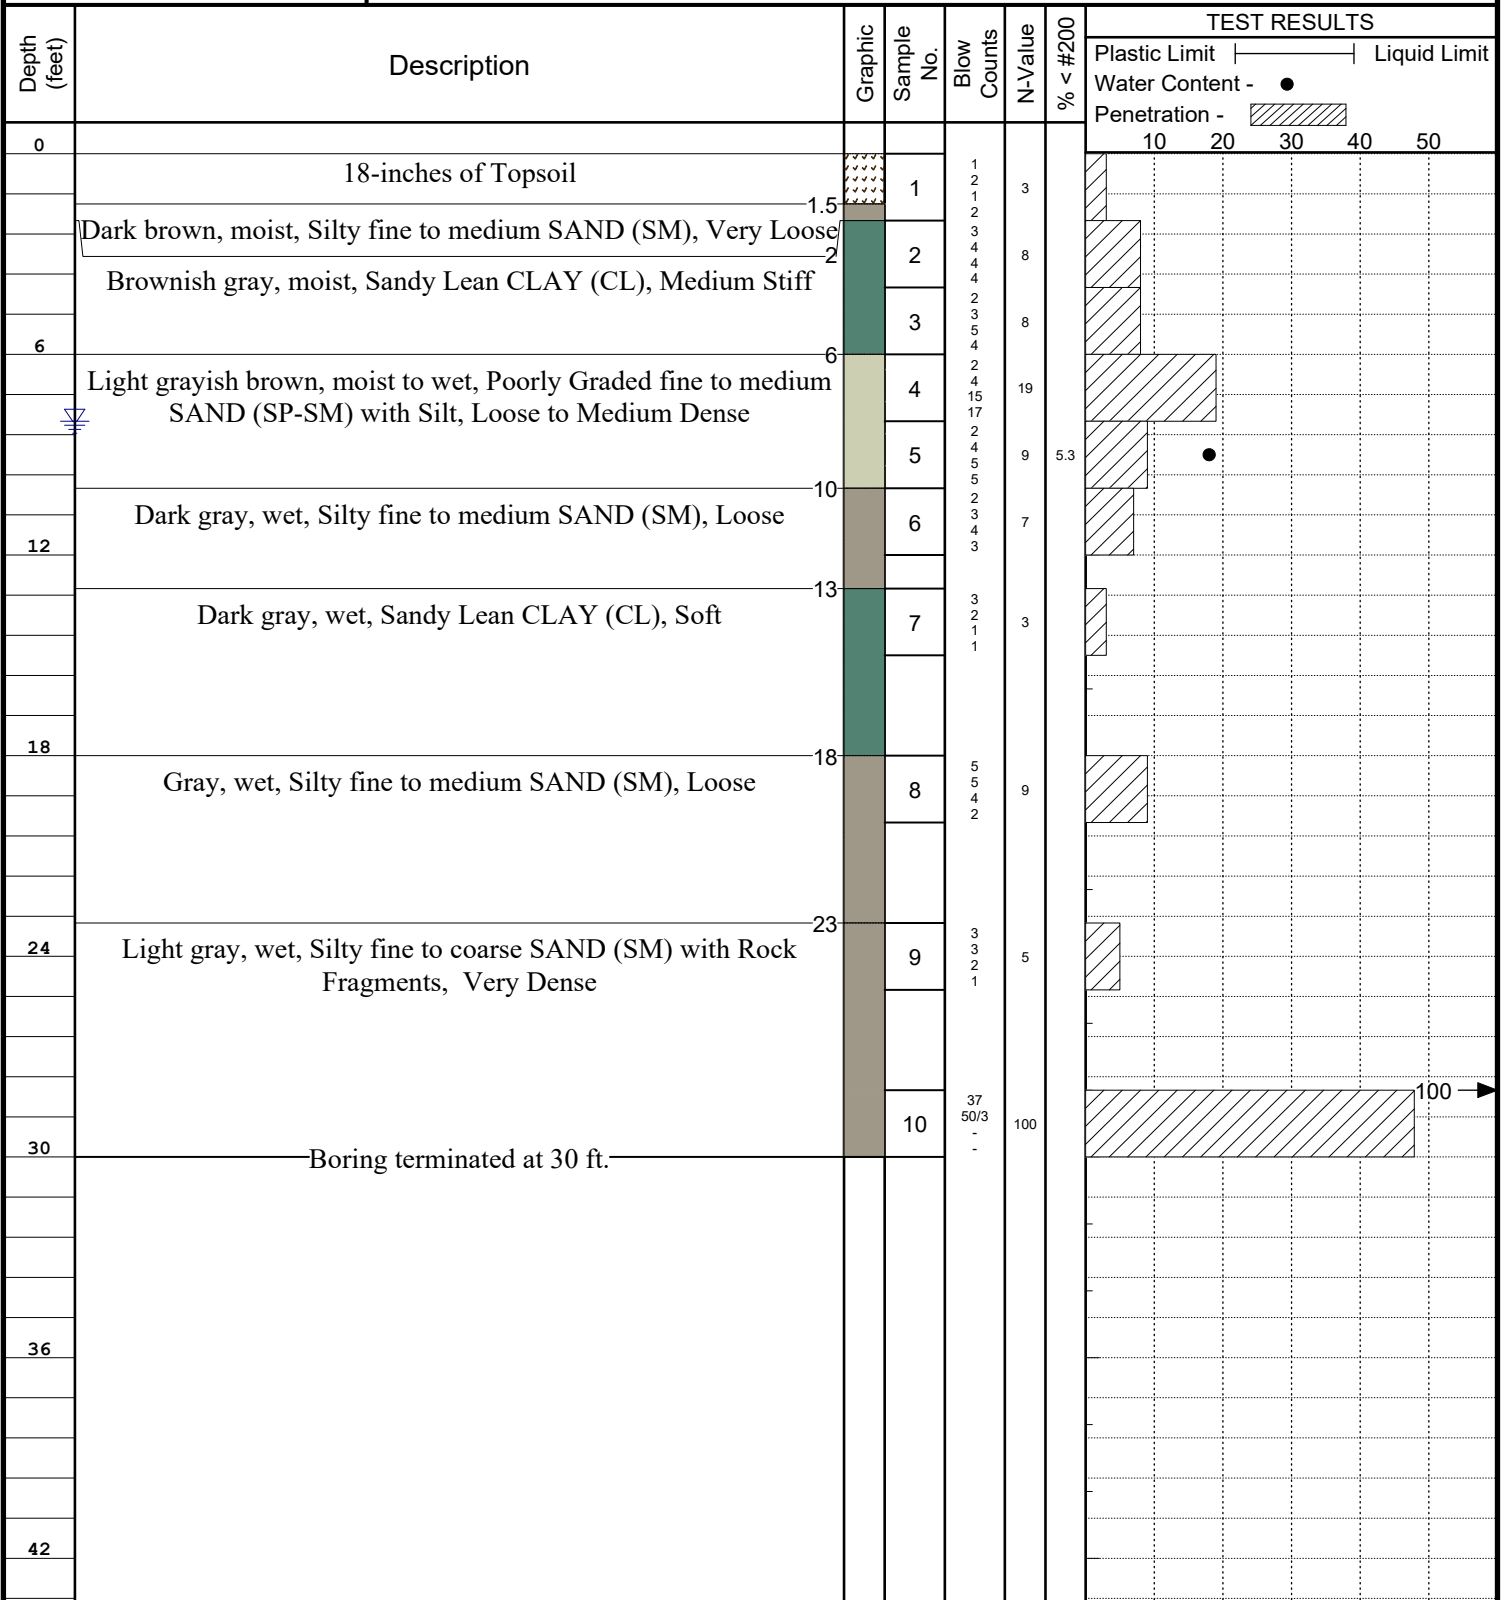 Depth
(feet)
Description
Graphic
Sample
No.
Blow
Counts
N-Value
% < #200
TEST RESULTS
Plastic Limit
Liquid Limit
Water Content -
Penetration -
10 20 30 40 50
0
18-inches of Topsoil
1
1
2
1
2
3
1.5
Dark brown, moist, Silty fine to medium SAND (SM), Very Loose
2
Brownish gray, moist, Sandy Lean CLAY (CL), Medium Stiff
2
3
4
4
4
8
3
2
3
5
4
8
6
6
Light grayish brown, moist to wet, Poorly Graded fine to medium
SAND (SP-SM) with Silt, Loose to Medium Dense
4
2
4
15
17
19
5
2
4
5
5
9
5.3
10
Dark gray, wet, Silty fine to medium SAND (SM), Loose
6
2
3
4
3
7
12
13
Dark gray, wet, Sandy Lean CLAY (CL), Soft
7
3
2
1
1
3
18
18
Gray, wet, Silty fine to medium SAND (SM), Loose
8
5
5
4
2
9
23
24
Light gray, wet, Silty fine to coarse SAND (SM) with Rock
Fragments, Very Dense
9
3
3
2
1
5
10
37
50/3
-
-
100
100
30
Boring terminated at 30 ft.
36
42